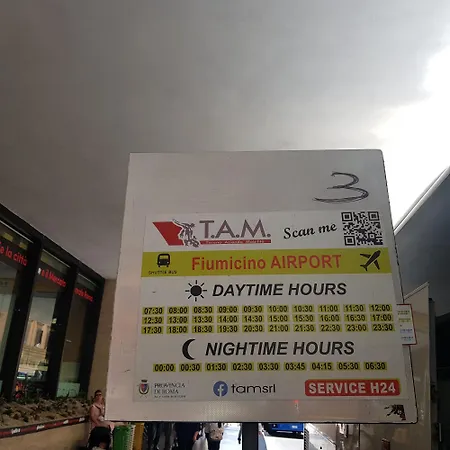 3
T.A.M.
Scan me
SHUTTLE BUS
Fiumicino AIRPORT
DAYTIME HOURS
07:30 08:00 08:30 09:00 09:30 10:00 10:30 11:00 11:30 12:00
12:30 13:00 13:30 14:00 14:30 15:00 15:30 16:00 16:30 17:00
17:30 18:00 18:30 19:30 20:30 21:00 21:30 22:00 23:00 23:30
NIGHTIME HOURS
00:00 00:30 01:30 02:30 03:30 03:45 04:15 05:45 06:30
PROVINCIA
DI ROMA
tamsrl
SERVICE H24